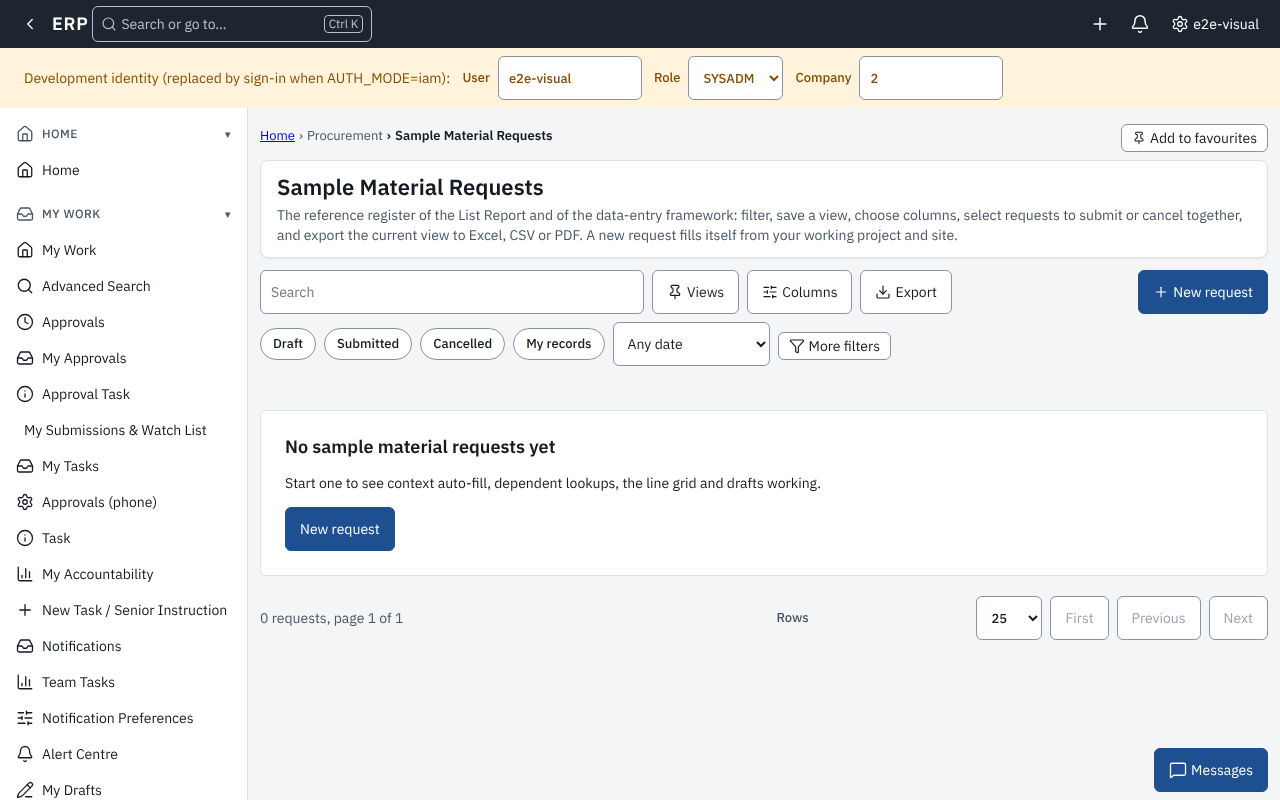 ERP
Search or go to…
Ctrl K
e2e-visual
Development identity (replaced by sign-in when AUTH_MODE=iam):
User
e2e-visual
Role
SYSADM
Company
2
HOME
Home
MY WORK
My Work
Advanced Search
Approvals
My Approvals
Approval Task
My Submissions & Watch List
My Tasks
Approvals (phone)
Task
My Accountability
New Task / Senior Instruction
Notifications
Team Tasks
Notification Preferences
Alert Centre
My Drafts
Home › Procurement › Sample Material Requests
Add to favourites
Sample Material Requests
The reference register of the List Report and of the data-entry framework: filter, save a view, choose columns, select requests to submit or cancel together,
and export the current view to Excel, CSV or PDF. A new request fills itself from your working project and site.
Search
Views
Columns
Export
New request
Draft
Submitted
Cancelled
My records
Any date
More filters
No sample material requests yet
Start one to see context auto-fill, dependent lookups, the line grid and drafts working.
New request
0 requests, page 1 of 1
Rows
25
First
Previous
Next
Messages